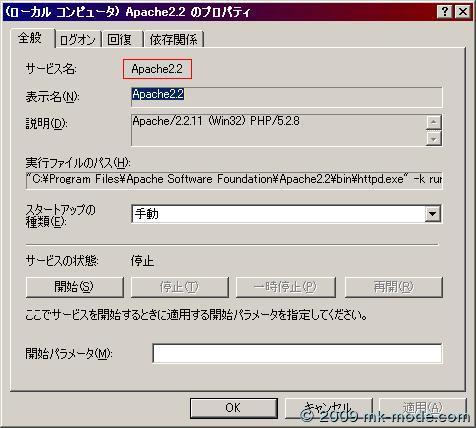 (ローカル コンピュータ) Apache2.2 のプロパティ
全般 ログオン 回復 依存関係
サービス名: Apache2.2
表示名(N): Apache2.2
説明(D): Apache/2.2.11 (Win32) PHP/5.2.8
実行ファイルのパス(H):
"C:¥Program Files¥Apache Software Foundation¥Apache2.2¥bin¥httpd.exe" -k run
スタートアップの
種類(E): 手動
サービスの状態: 停止
開始(S) 停止(T) 一時停止(P) 再開(R)
ここでサービスを開始するときに適用する開始パラメータを指定してください。
開始パラメータ(M):
OK キャンセル 適用(A)
© 2009 mk-mode.com